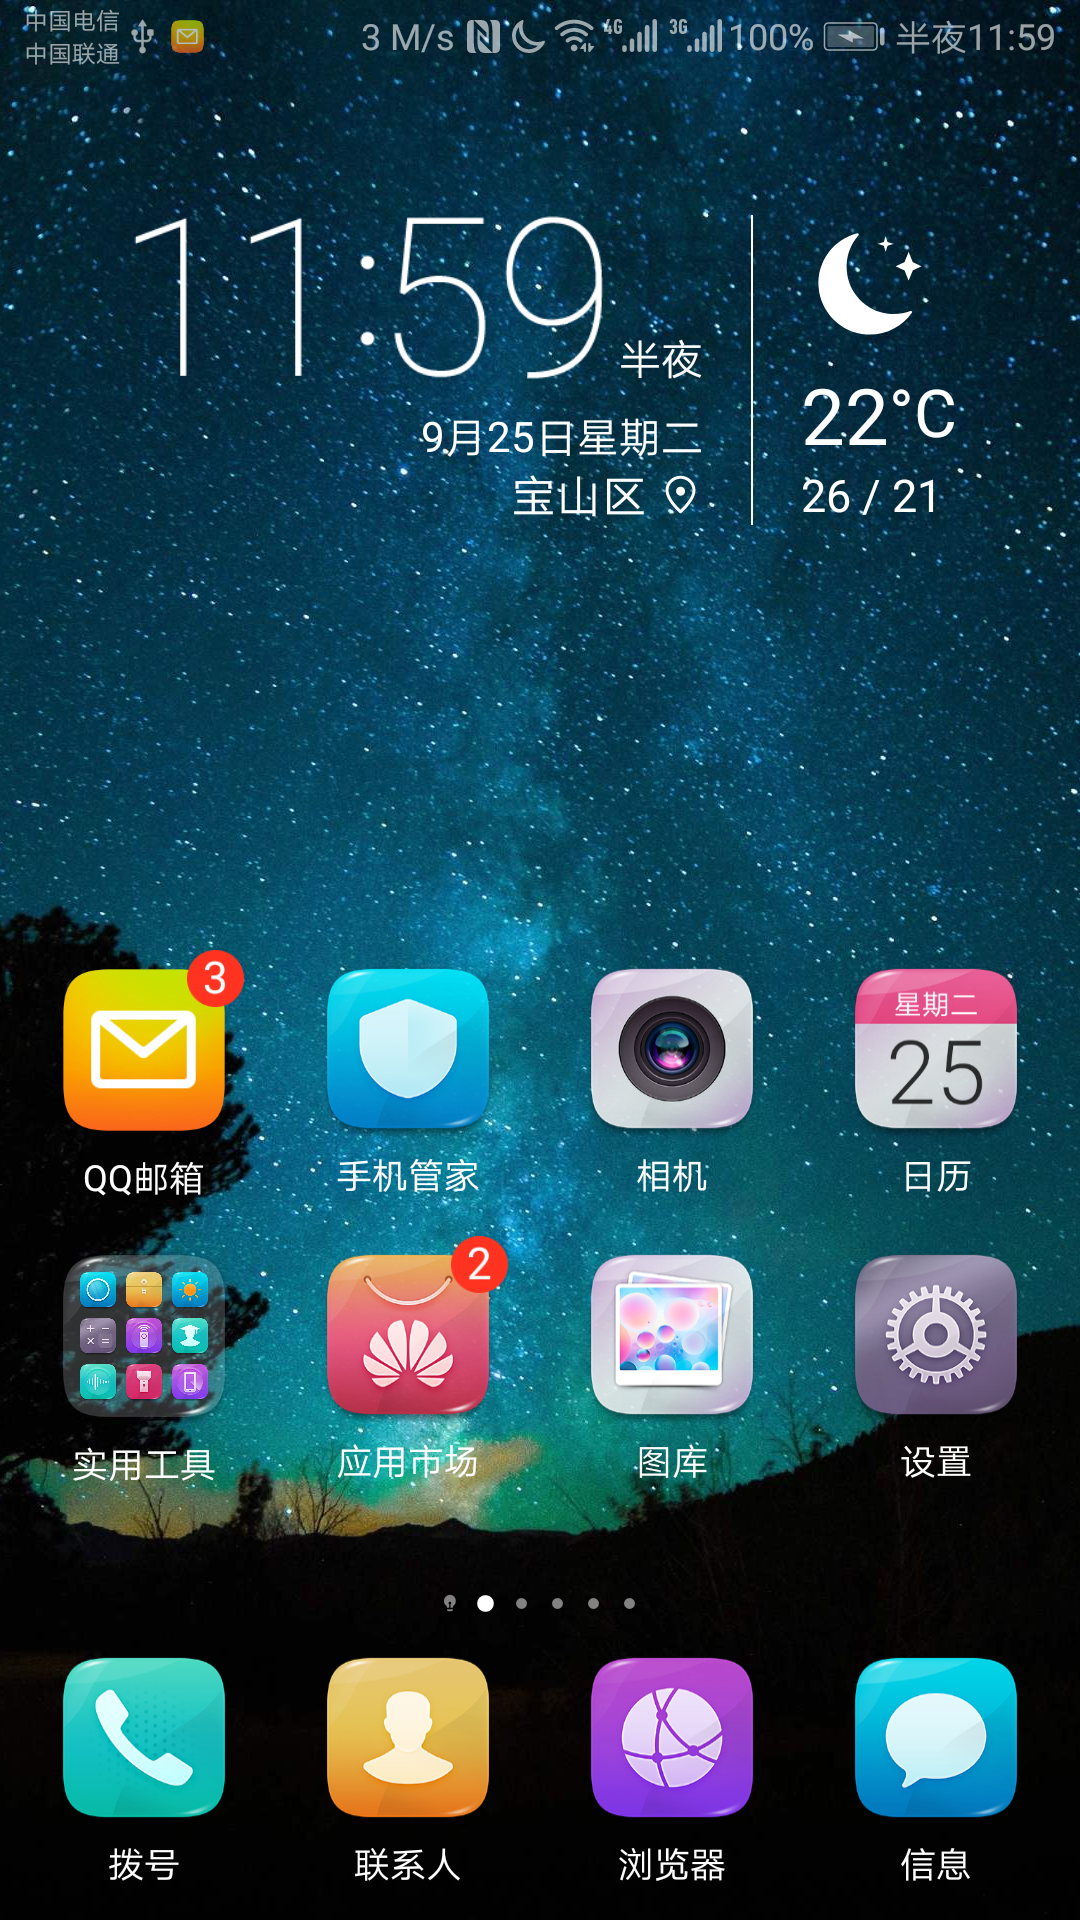 中国电信
中国联通
3 M/s 4G 3G 100% 半夜11:59
11:59 半夜
9月25日星期二
宝山区
22°C
26 / 21
3
星期二
25
QQ邮箱 手机管家 相机 日历
2
实用工具 应用市场 图库 设置
拨号 联系人 浏览器 信息